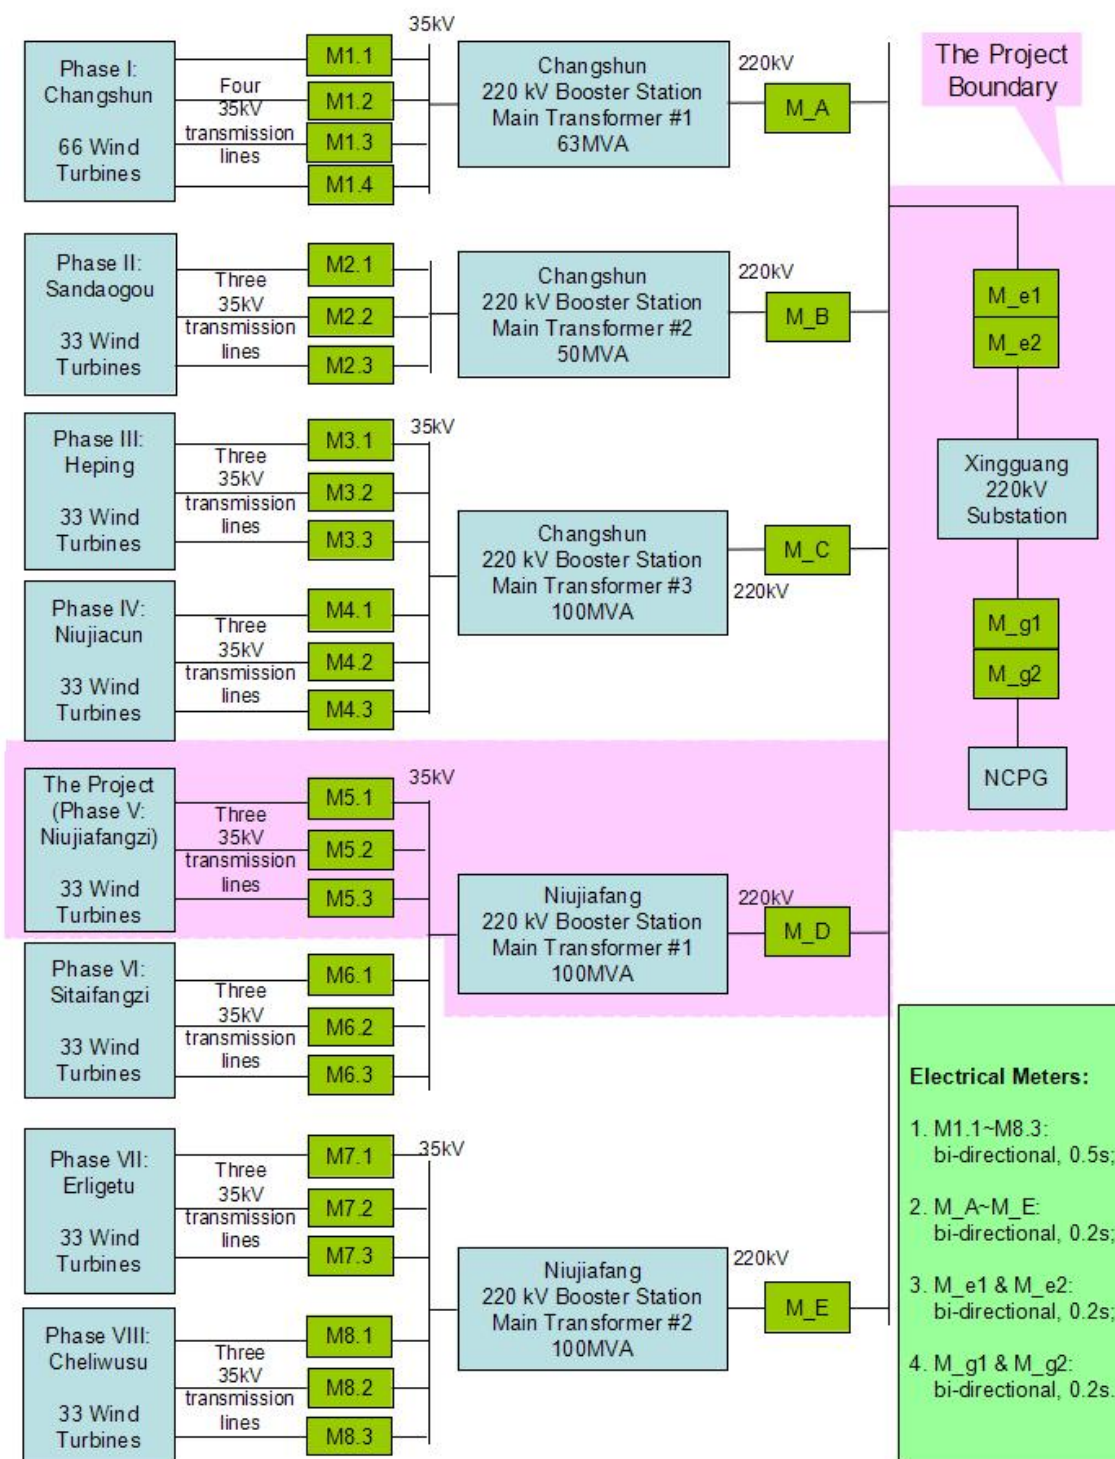 35kV
Phase I:
Changshun
66 Wind
Turbines
Four
35kV
transmission
lines
M1.1
M1.2
M1.3
M1.4
Changshun
220 kV Booster Station
Main Transformer #1
63MVA
220kV
M_A
The Project
Boundary
Phase II:
Sandaogou
33 Wind
Turbines
Three
35kV
transmission
lines
M2.1
M2.2
M2.3
Changshun
220 kV Booster Station
Main Transformer #2
50MVA
220kV
M_B
M_e1
M_e2
Xingguang
220kV
Substation
M_g1
M_g2
NCPG
Phase III:
Heping
33 Wind
Turbines
Three
35kV
transmission
lines
M3.1
M3.2
M3.3
35kV
Changshun
220 kV Booster Station
Main Transformer #3
100MVA
M_C
220kV
Phase IV:
Niujiacun
33 Wind
Turbines
Three
35kV
transmission
lines
M4.1
M4.2
M4.3
The Project
(Phase V:
Niujiafangzi)
33 Wind
Turbines
Three
35kV
transmission
lines
M5.1
M5.2
M5.3
35kV
Niujiafang
220 kV Booster Station
Main Transformer #1
100MVA
220kV
M_D
Phase VI:
Sitaifangzi
33 Wind
Turbines
Three
35kV
transmission
lines
M6.1
M6.2
M6.3
Phase VII:
Erligetu
33 Wind
Turbines
Three
35kV
transmission
lines
M7.1
M7.2
M7.3
35kV
Niujiafang
220 kV Booster Station
Main Transformer #2
100MVA
220kV
M_E
Phase VIII:
Cheliwusu
33 Wind
Turbines
Three
35kV
transmission
lines
M8.1
M8.2
M8.3
Electrical Meters:
1. M1.1~M8.3:
bi-directional, 0.5s;
2. M_A~M_E:
bi-directional, 0.2s;
3. M_e1 & M_e2:
bi-directional, 0.2s;
4. M_g1 & M_g2:
bi-directional, 0.2s.